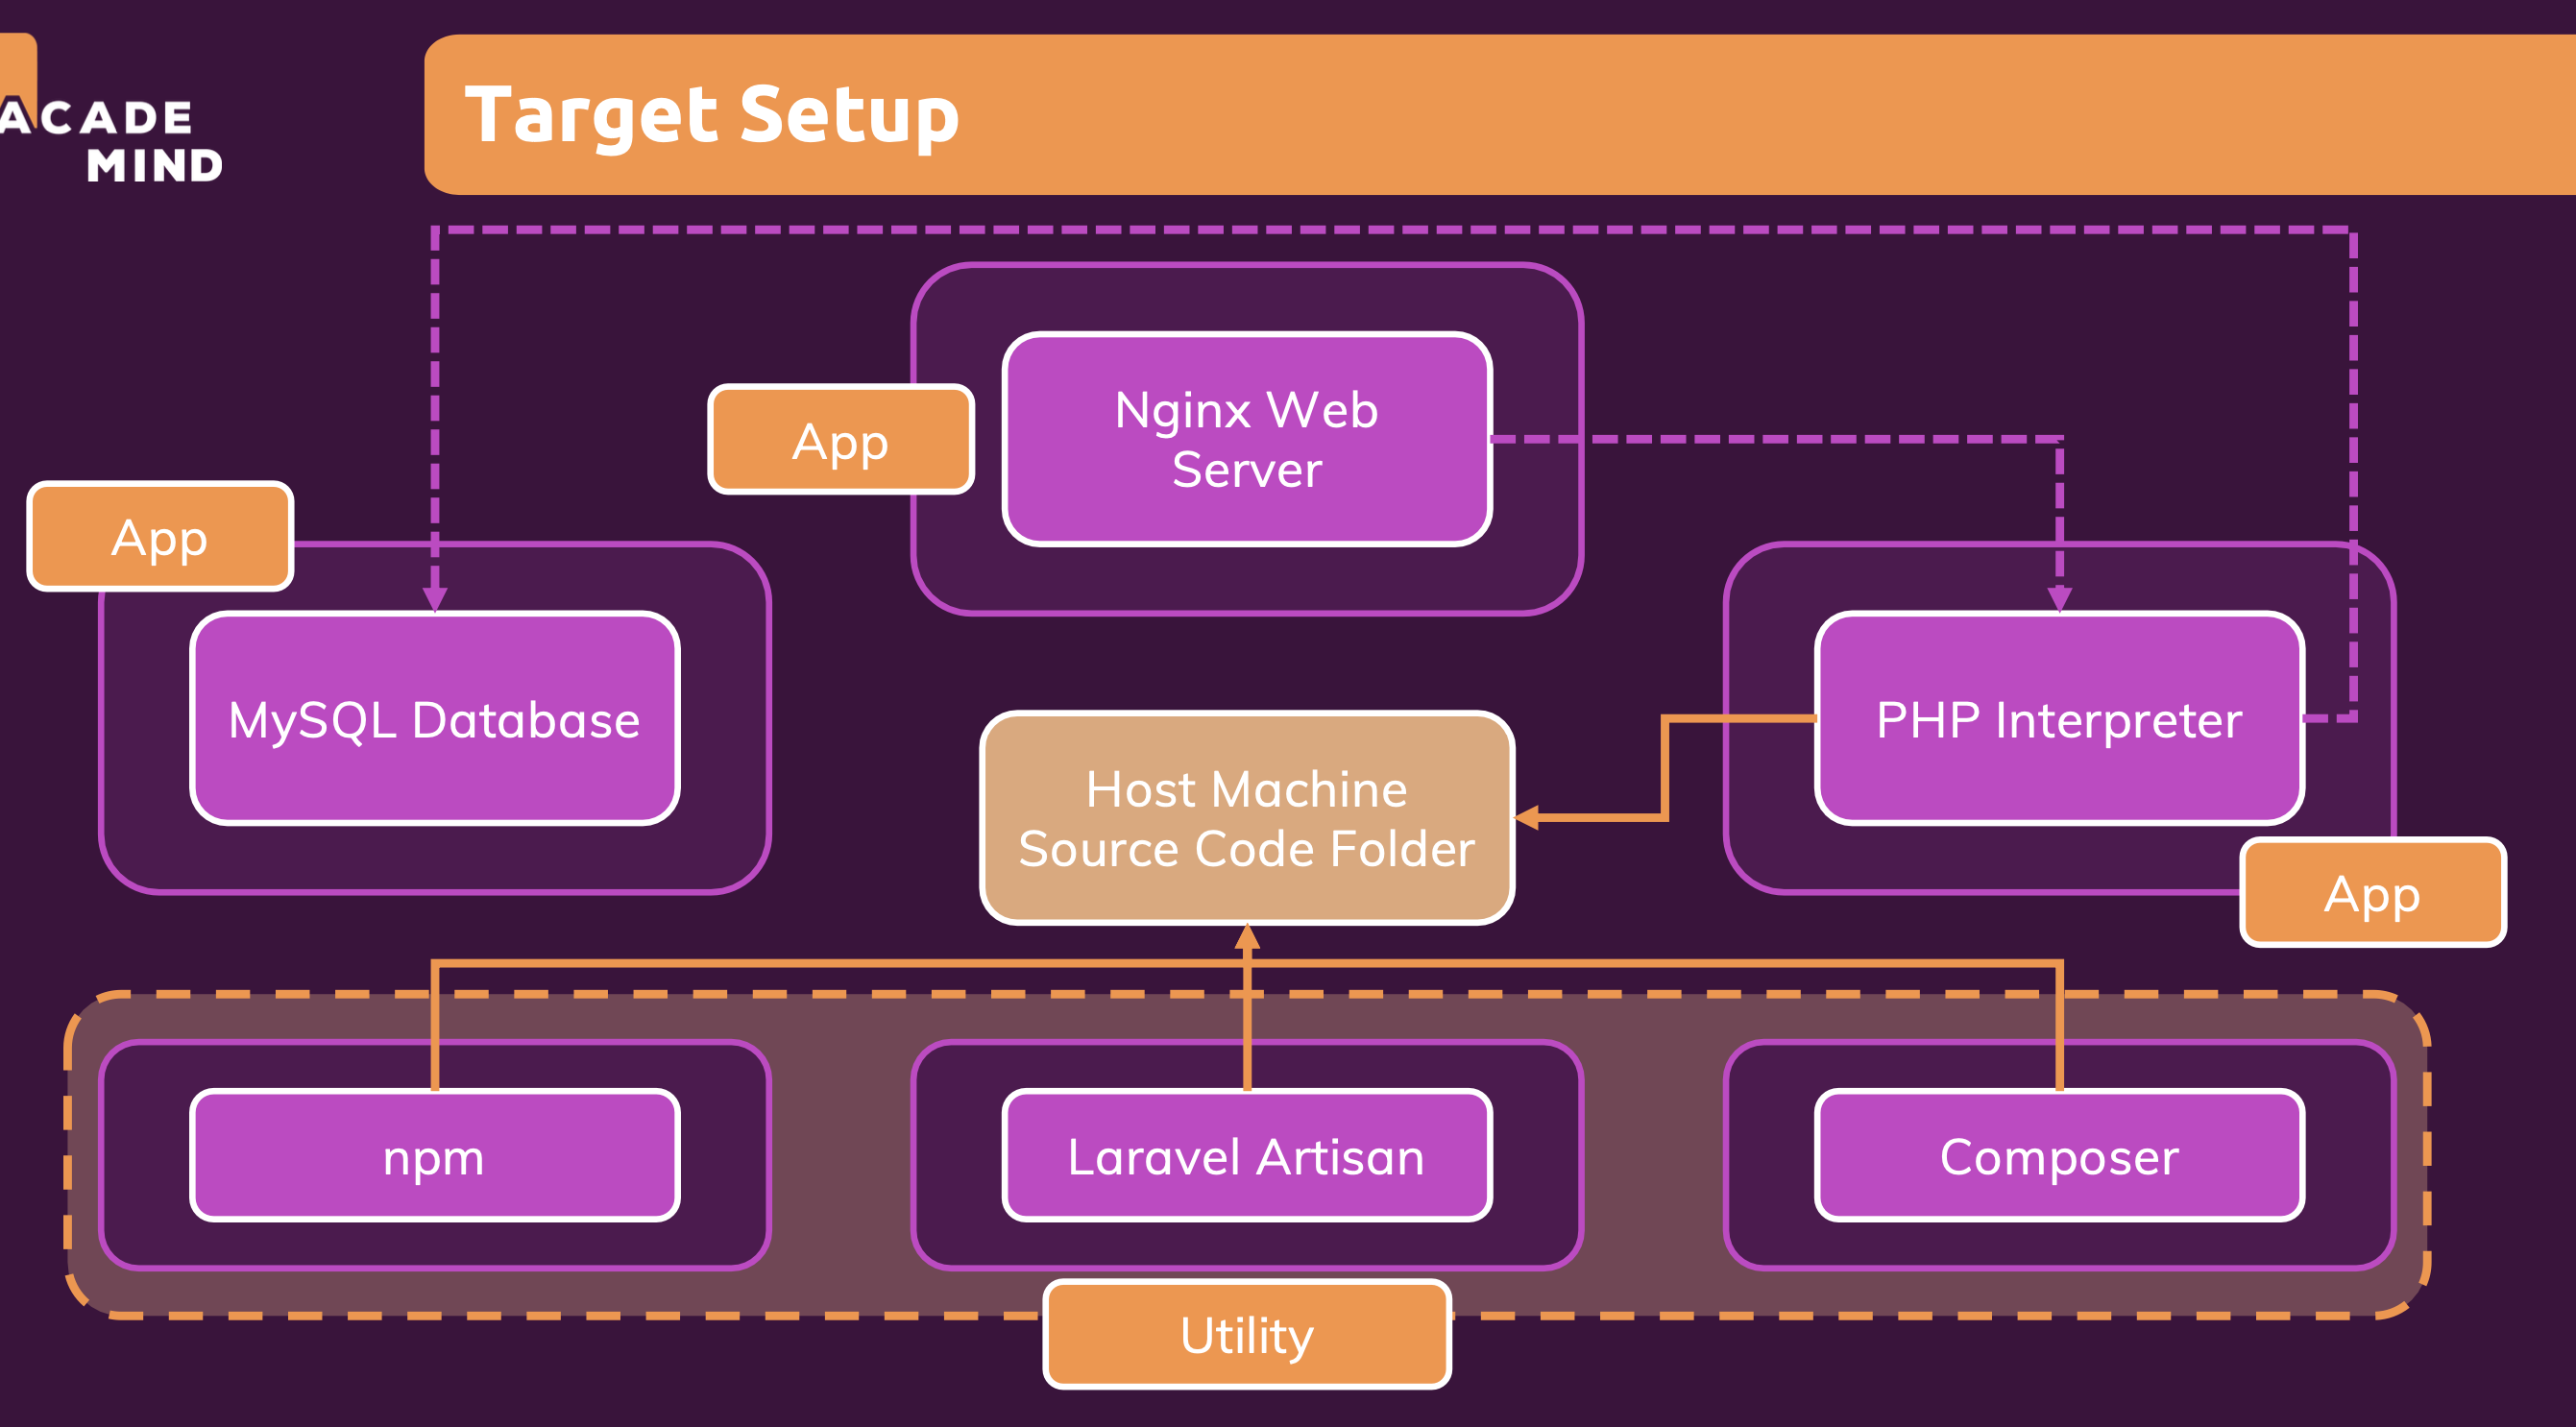 ACADE
MIND
Target Setup
App
Nginx Web
Server
App
MySQL Database
PHP Interpreter
App
Host Machine
Source Code Folder
npm
Laravel Artisan
Composer
Utility